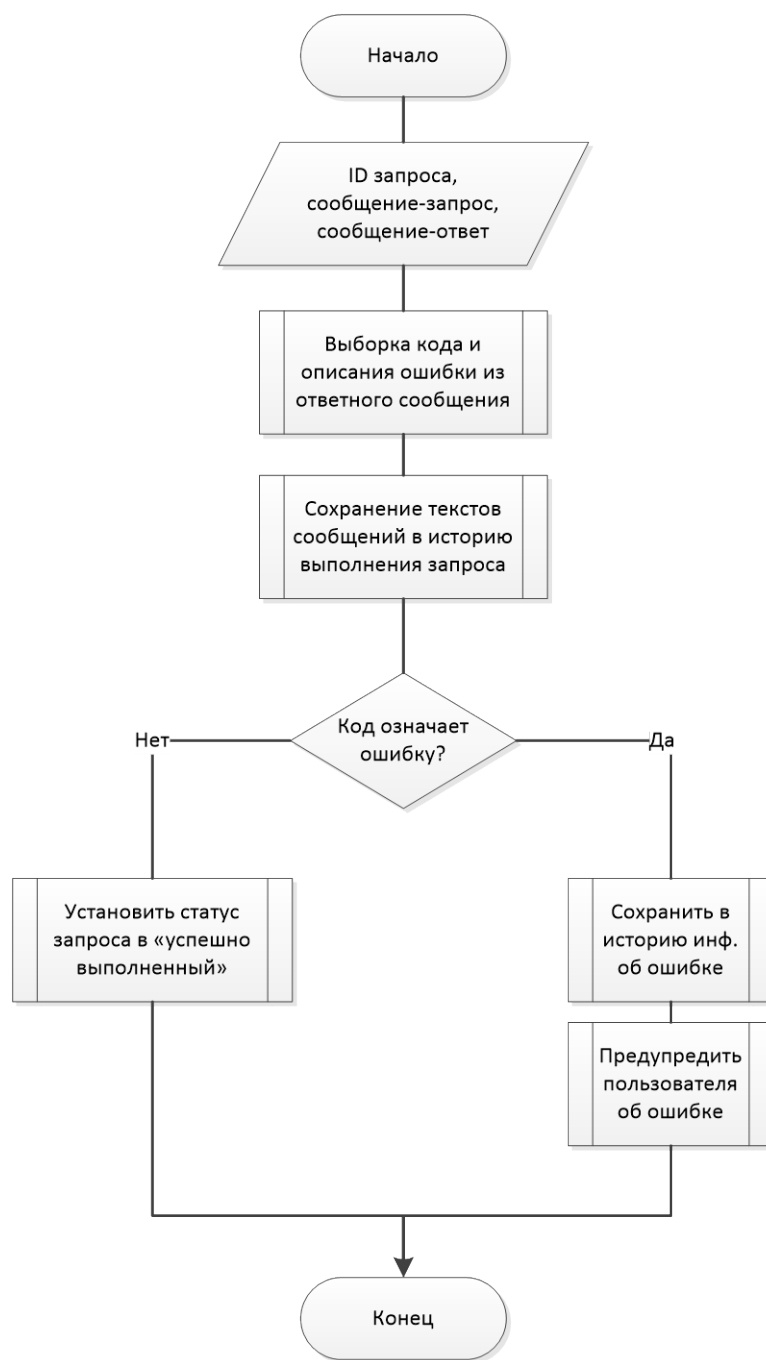 Начало
ID запроса,
сообщение-запрос,
сообщение-ответ
Выборка кода и
описания ошибки из
ответного сообщения
Сохранение текстов
сообщений в историю
выполнения запроса
Код означает
ошибку?
Нет
Да
Установить статус
запроса в «успешно
выполненный»
Сохранить в
историю инф.
об ошибке
Предупредить
пользователя
об ошибке
Конец